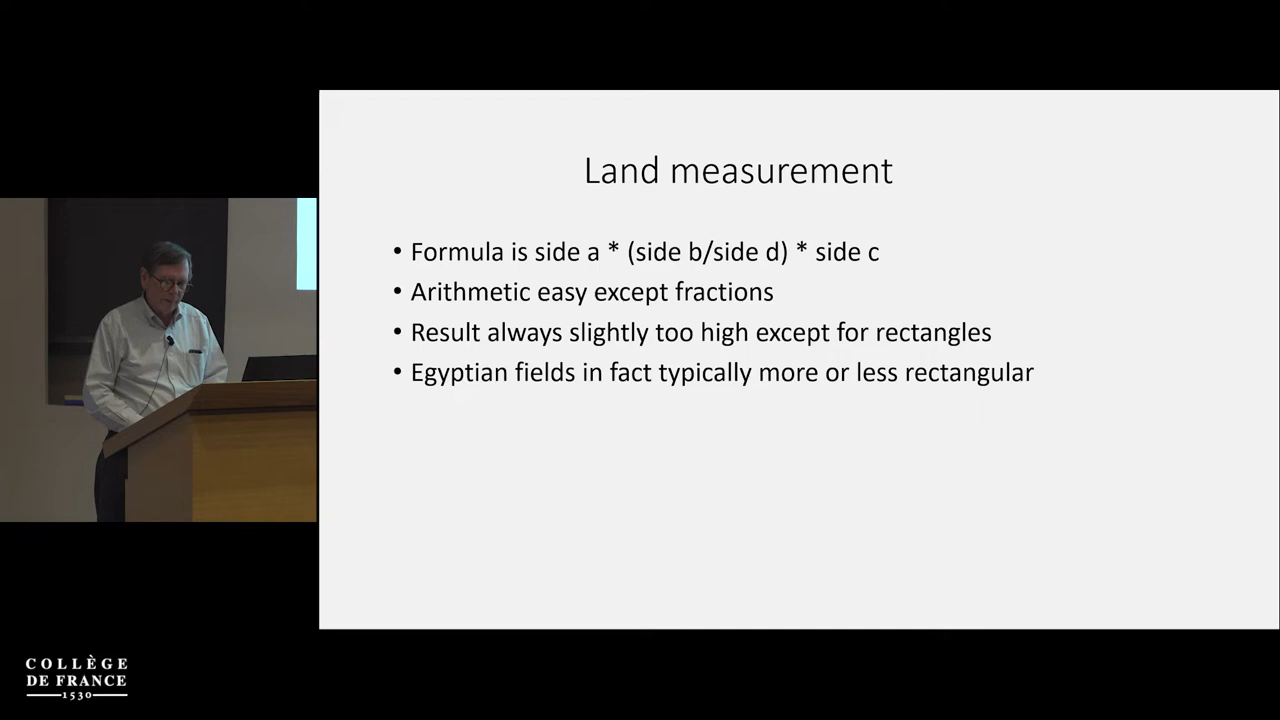 Land measurement
• Formula is side a * (side b/side d) * side c
• Arithmetic easy except fractions
• Result always slightly too high except for rectangles
• Egyptian fields in fact typically more or less rectangular
COLLÈGE
DE FRANCE
1530